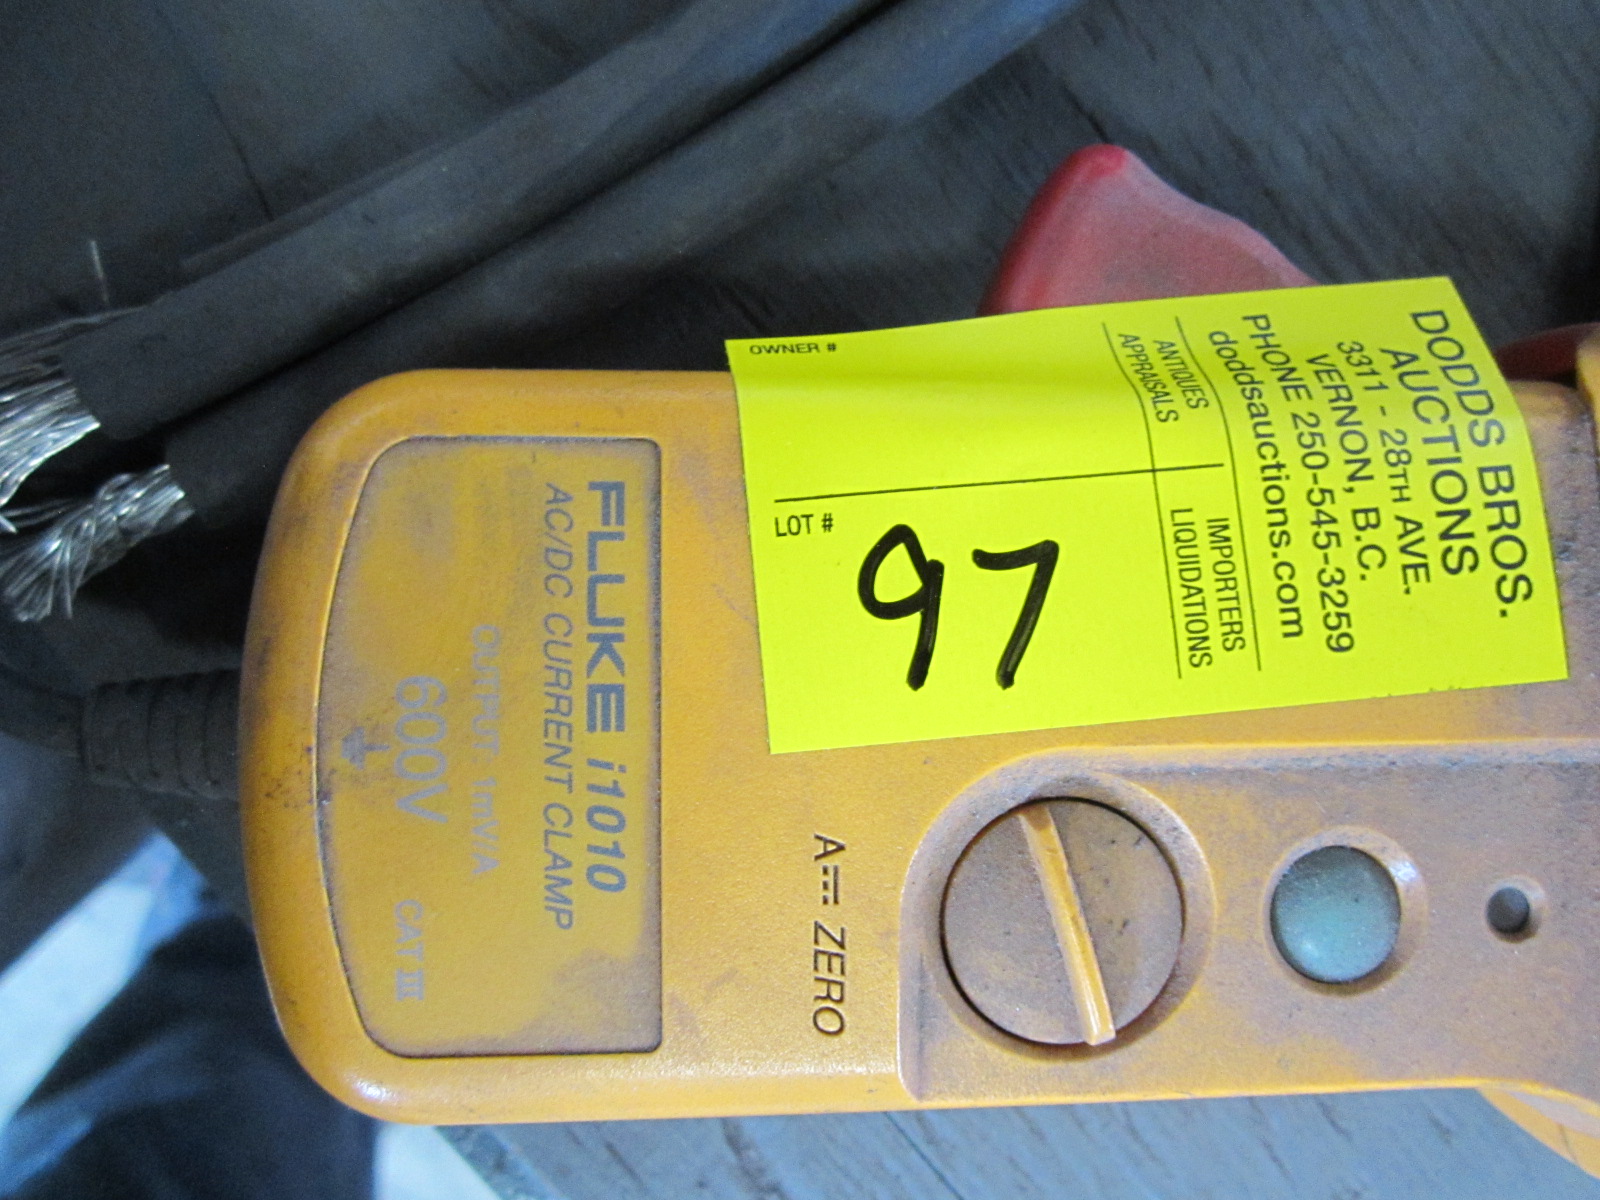 DODDS BROS.
AUCTIONS
3311 - 28TH AVE.
VERNON, B.C.
PHONE 250-545-3259
doddsauctions.com
ANTIQUES
APPRAISALS
IMPORTERS
LIQUIDATIONS
OWNER #
LOT #
97
A⎓ ZERO
FLUKE i1010
AC/DC CURRENT CLAMP
OUTPUT: 1mV/A
600V CAT III